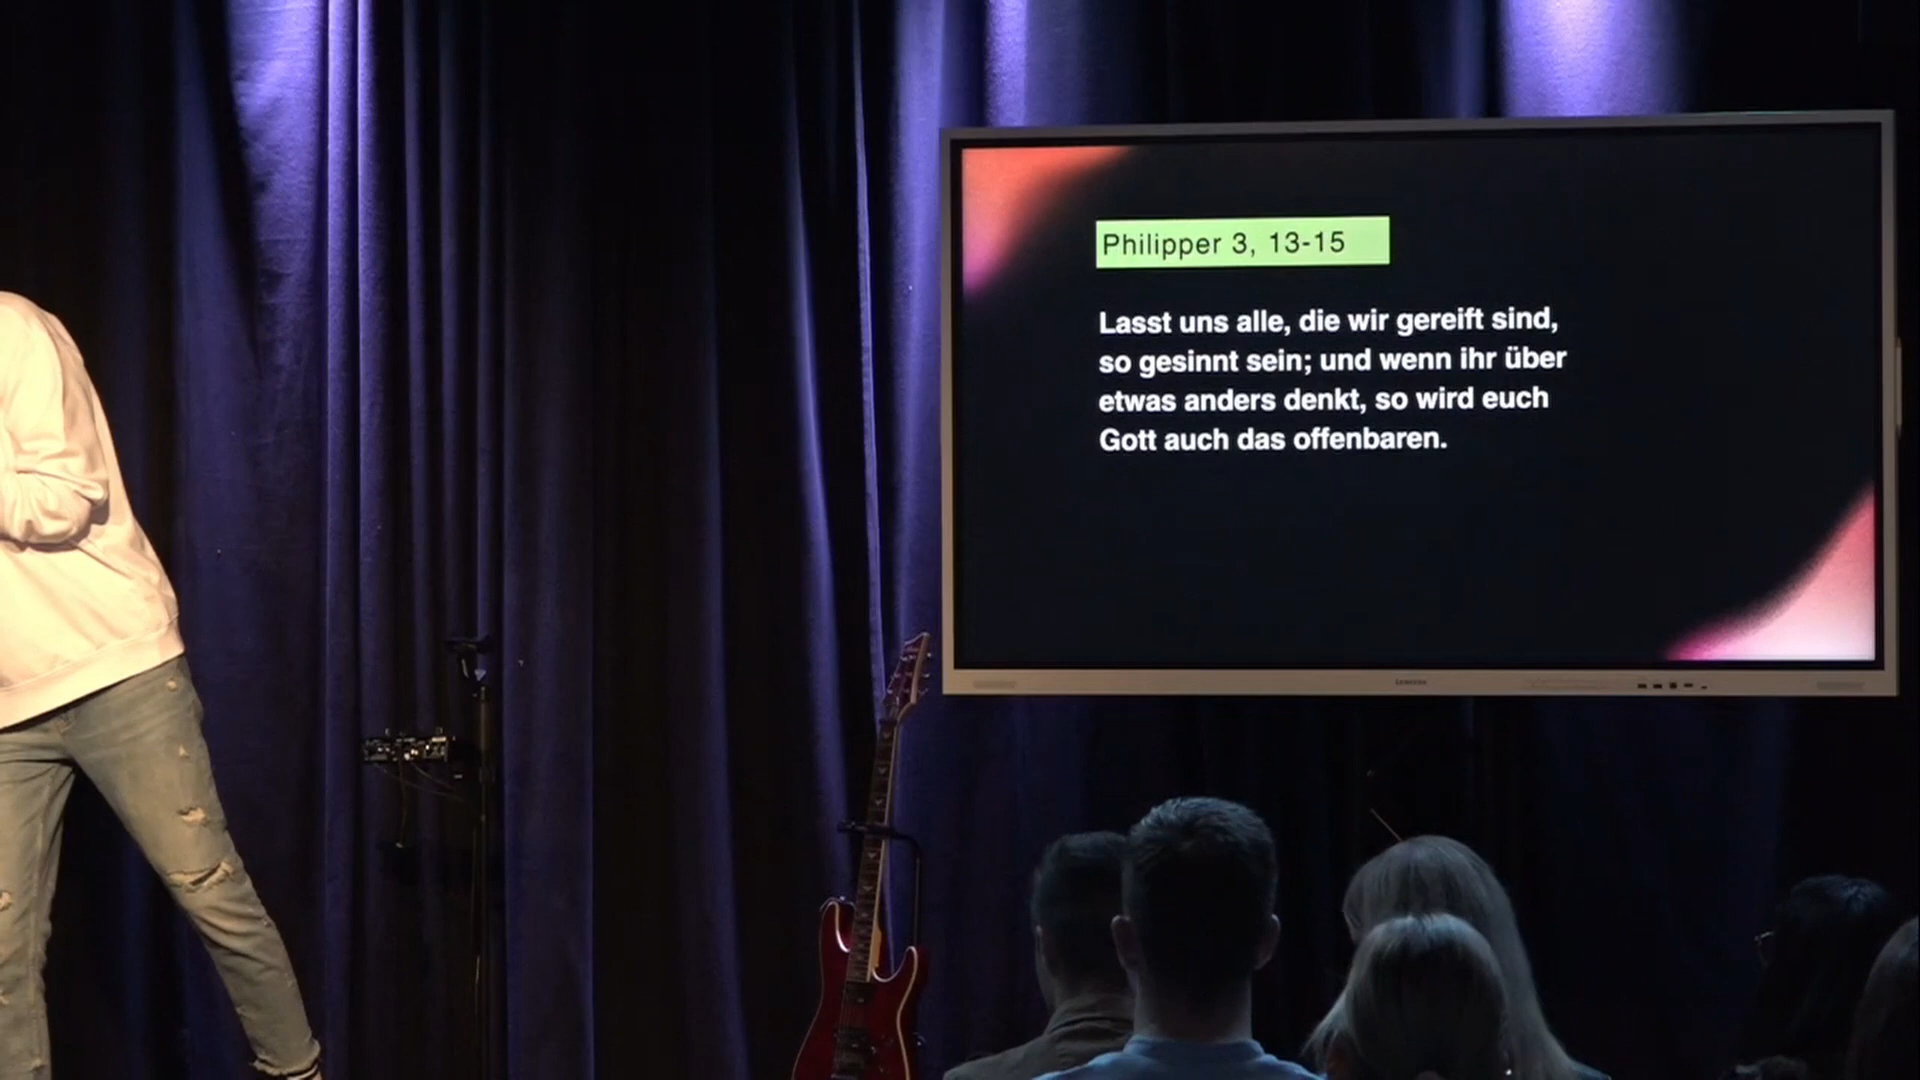 Philipper 3, 13-15
Lasst uns alle, die wir gereift sind,
so gesinnt sein; und wenn ihr über
etwas anders denkt, so wird euch
Gott auch das offenbaren.